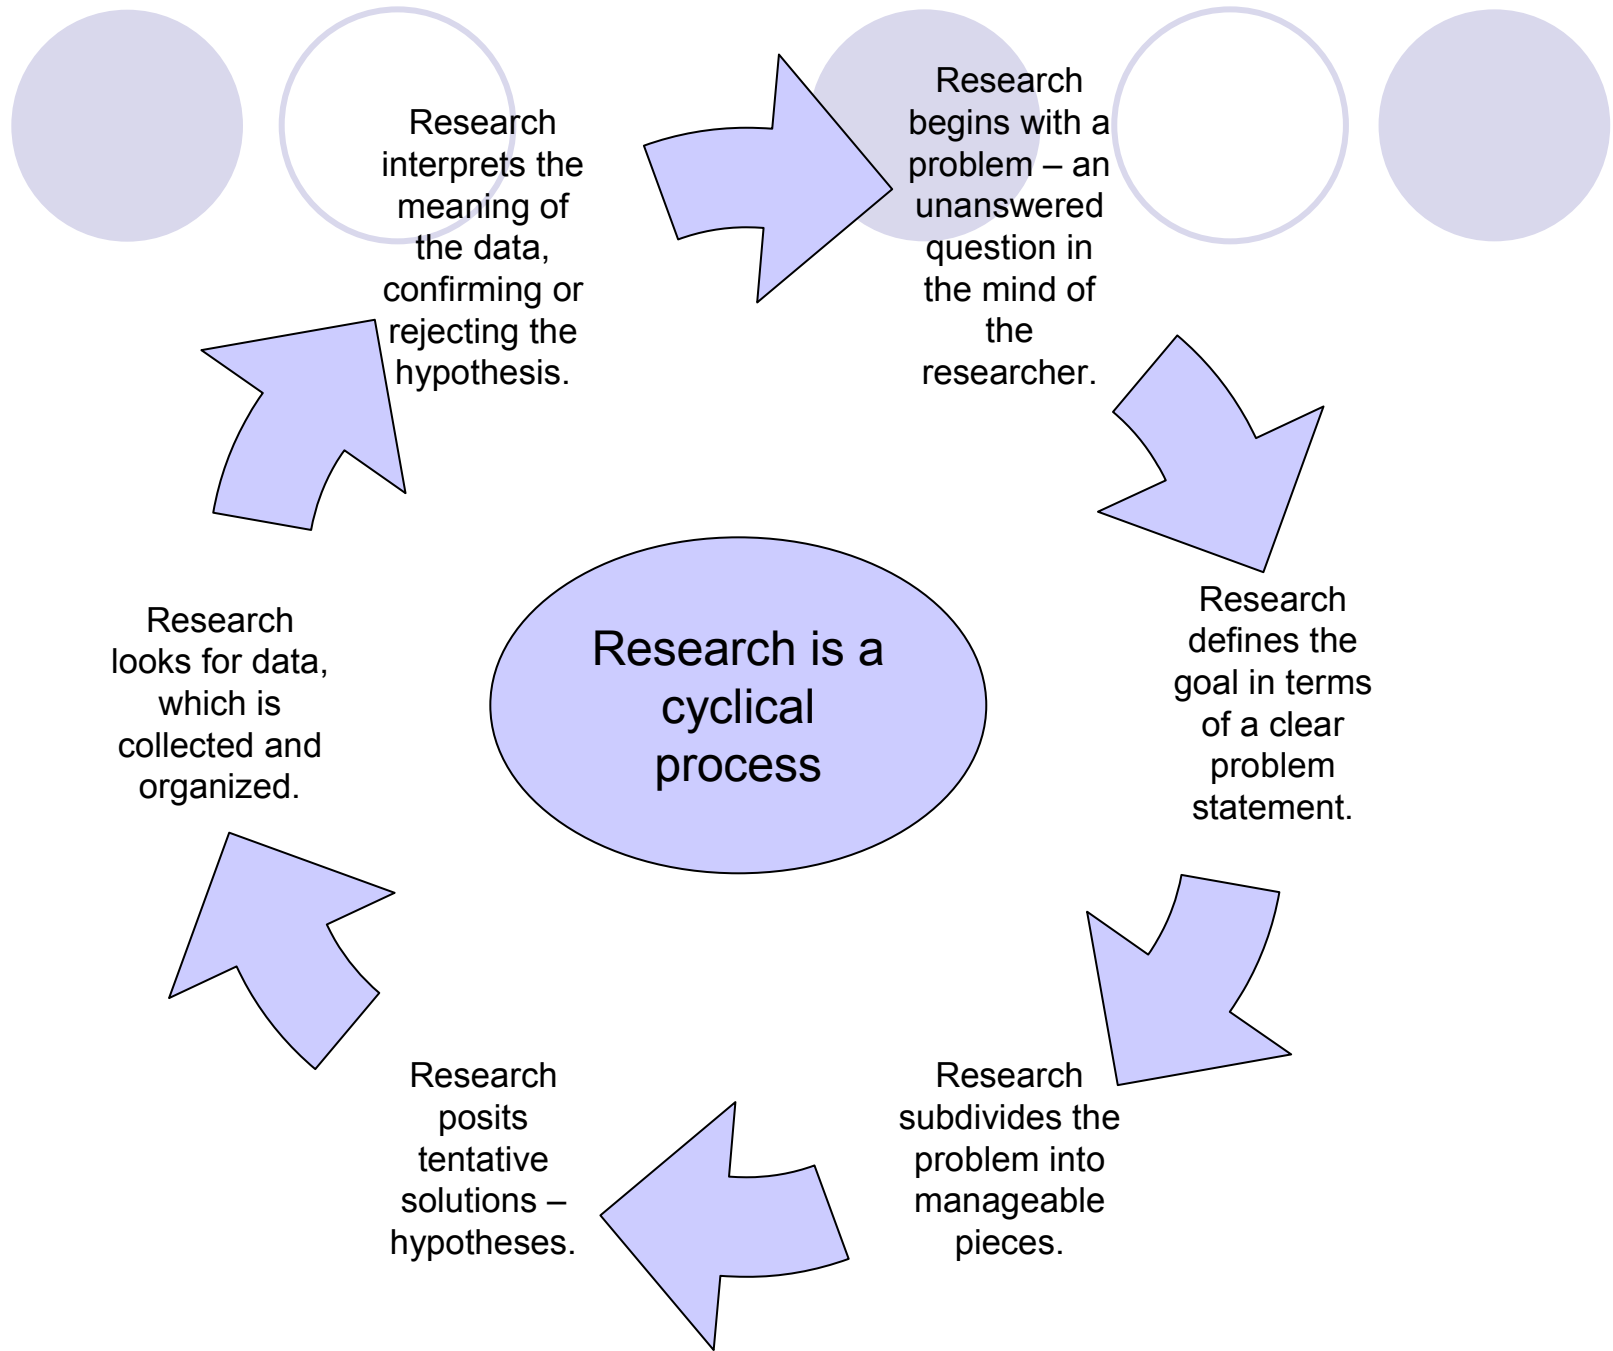 Research
begins with a
problem – an
unanswered
question in
the mind of
the
researcher.
Research
defines the
goal in terms
of a clear
problem
statement.
Research
subdivides the
problem into
manageable
pieces.
Research
posits
tentative
solutions –
hypotheses.
Research
looks for data,
which is
collected and
organized.
Research
interprets the
meaning of
the data,
confirming or
rejecting the
hypothesis.
Research is a
cyclical
process